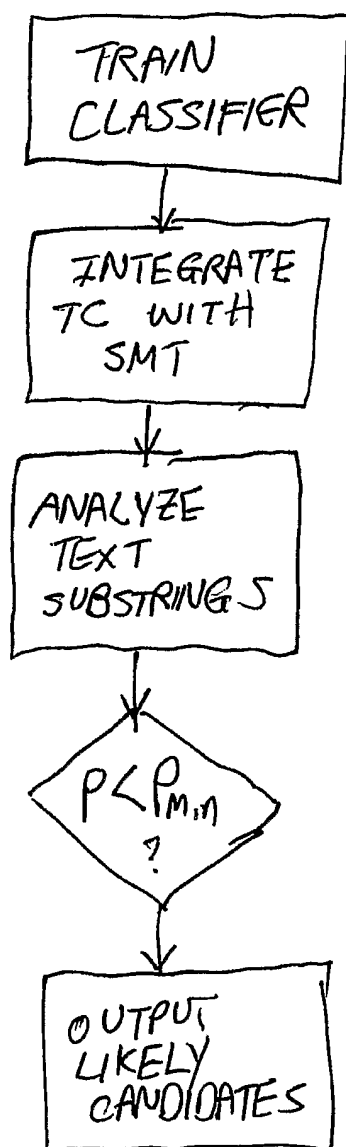 TRAIN
CLASSIFIER
INTEGRATE
TC WITH
SMT
ANALYZE
TEXT
SUBSTRINGS
P<Pmin
?
OUTPUT
LIKELY
CANDIDATES